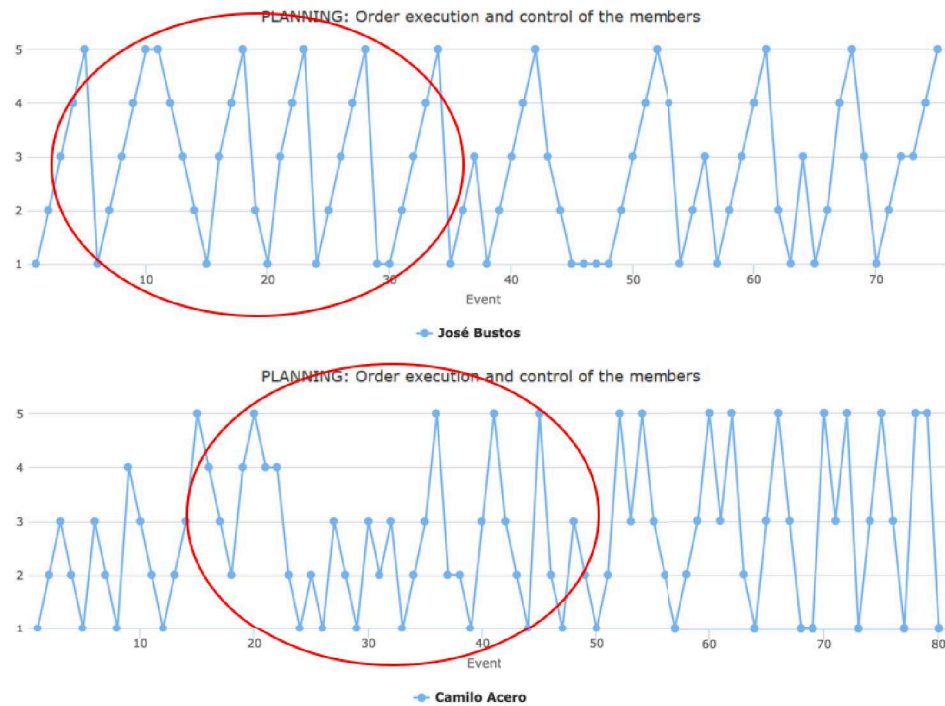 PLANNING: Order execution and control of the members
5
4
3
2
1
10 20 30 40 50 60 70
Event
José Bustos
PLANNING: Order execution and control of the members
5
4
3
2
1
10 20 30 40 50 60 70 80
Event
Camilo Acero